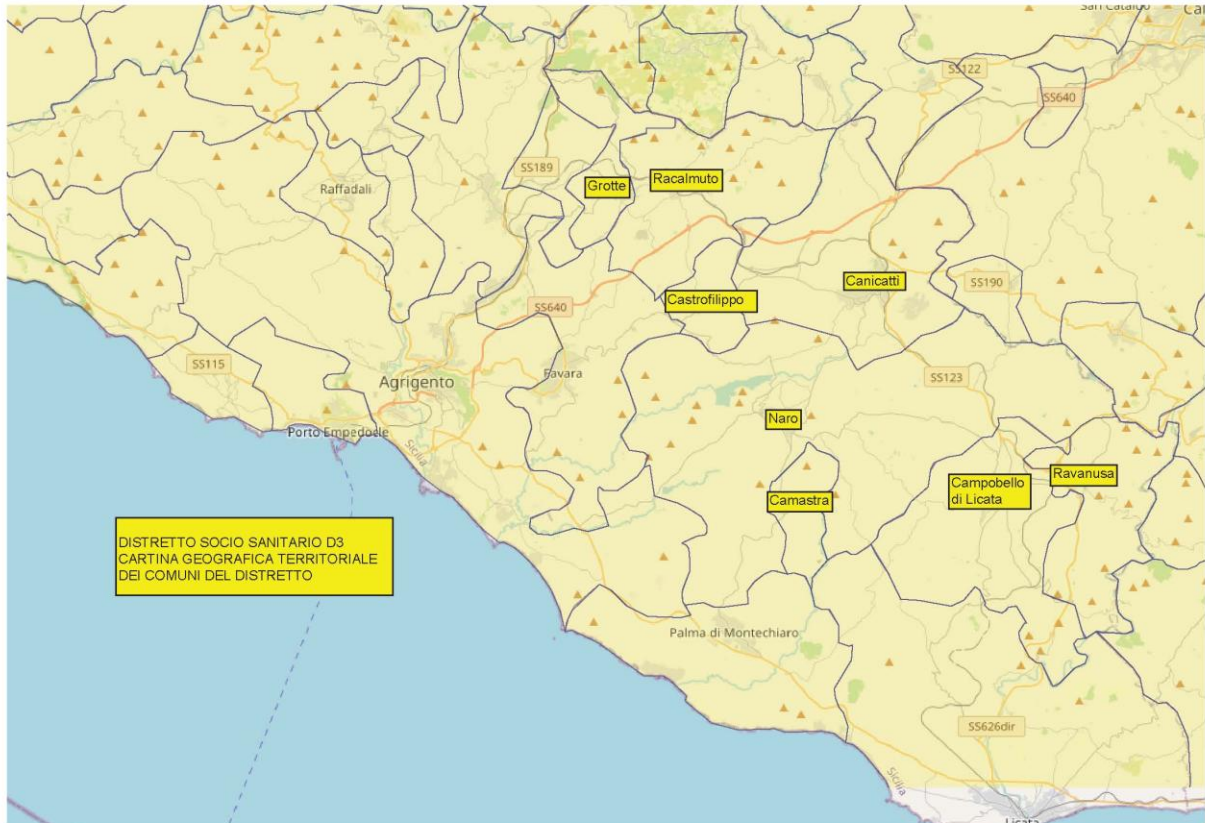 San Cataldo
SS122
SS640
SS189
Grotte
Racalmuto
Raffadali
Canicattì
SS190
Castrofilippo
SS640
SS115
Favara
SS123
Agrigento
Naro
Porto Empedocle
Sicilia
Ravanusa
Campobello
di Licata
Camastra
DISTRETTO SOCIO SANITARIO D3
CARTINA GEOGRAFICA TERRITORIALE
DEI COMUNI DEL DISTRETTO
Palma di Montechiaro
SS626dir
Sicilia
Licata